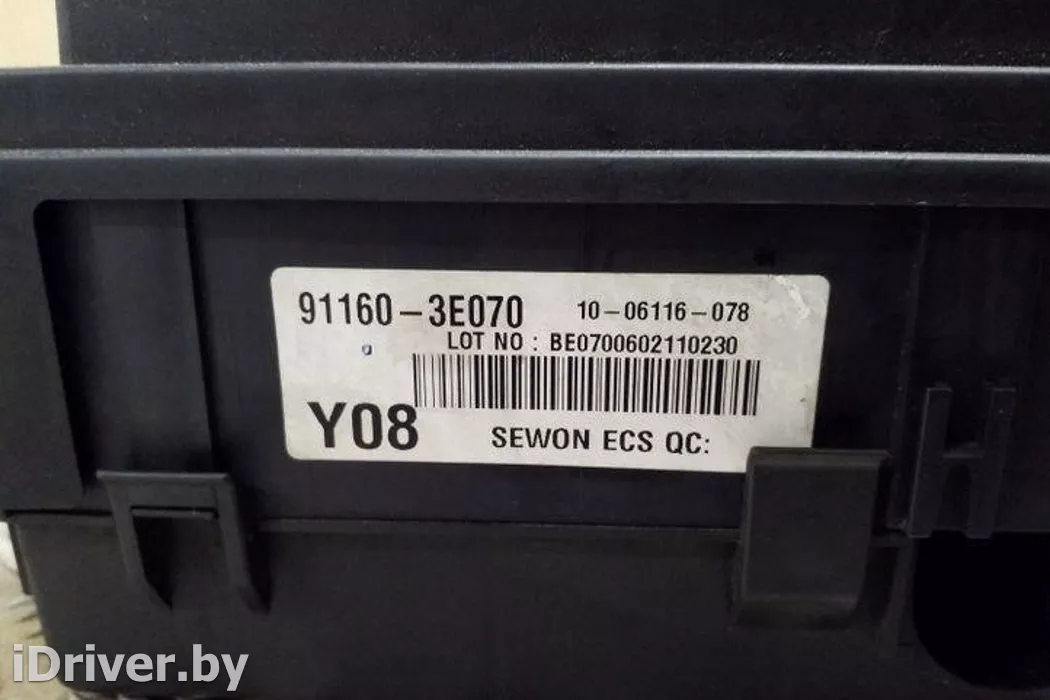 91160-3E070 10-06116-078
LOT NO : BE0700602110230
Y08 SEWON ECS QC:
iDriver.by